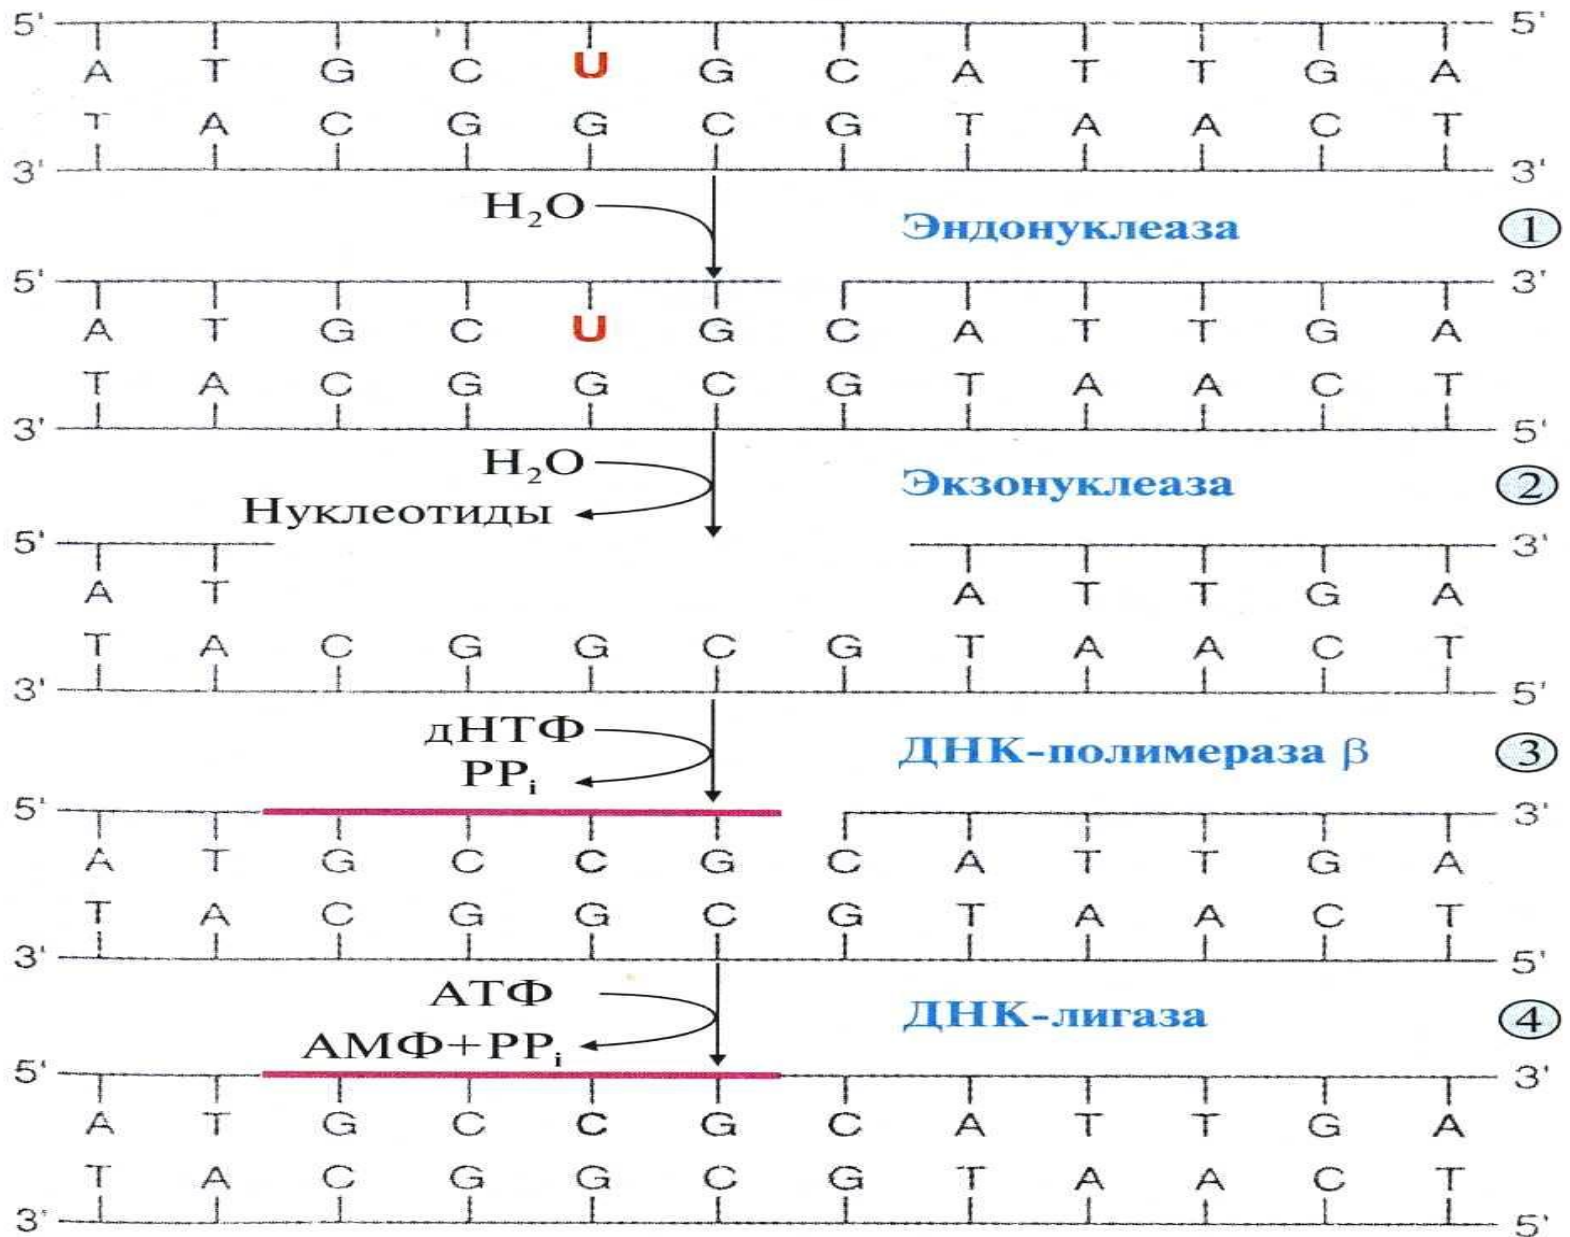 5' 5'
A T G C U G C A T T G A
T A C G G C G T A A C T
3' 3'
H₂O Эндонуклеаза 1
5' 3'
A T G C U G C A T T G A
T A C G G C G T A A C T
3' 5'
H₂O Экзонуклеаза 2
Нуклеотиды
5' 3'
A T A T T G A
T A C G G C G T A A C T
3' 5'
дНТФ ДНК-полимераза β 3
PPᵢ
5' 3'
A T G C C G C A T T G A
T A C G G C G T A A C T
3' 5'
АТФ ДНК-лигаза 4
АМФ+PPᵢ
5' 3'
A T G C C G C A T T G A
T A C G G C G T A A C T
3' 5'